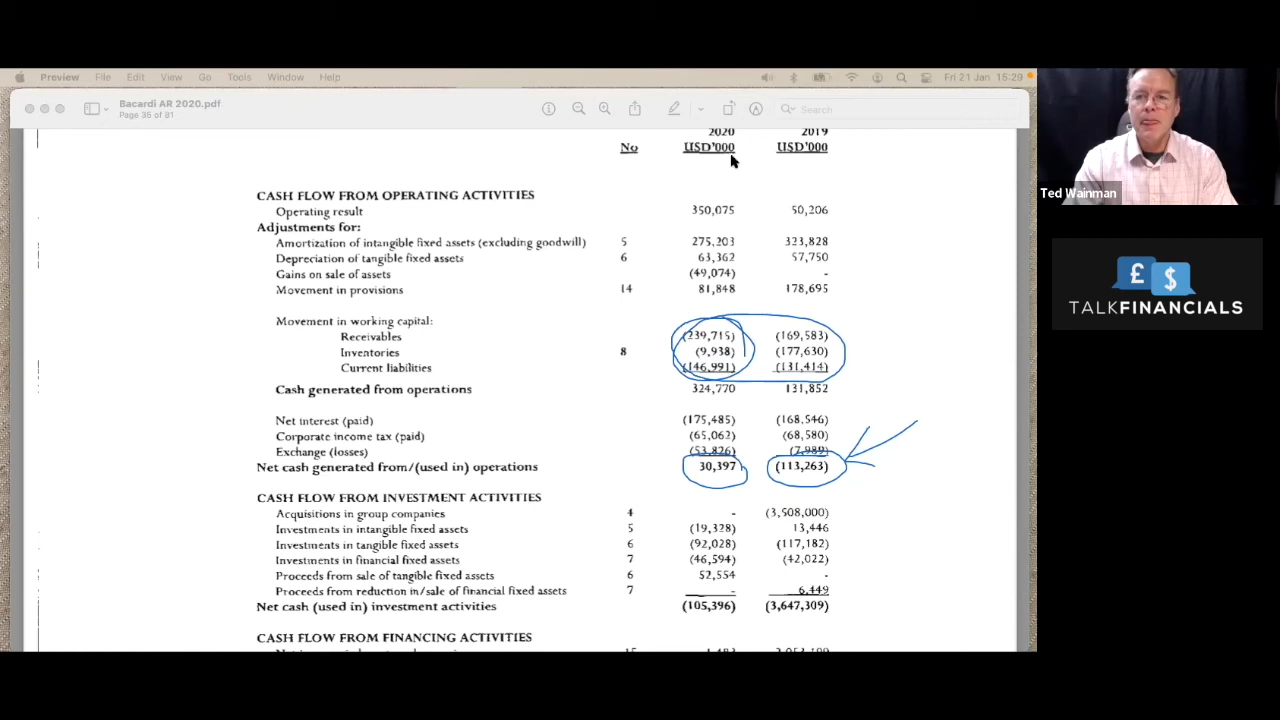 Preview File Edit View Go Tools Window Help Fri 21 Jan 15:29
Bacardi AR 2020.pdf
Page 35 of 81
Search
2020 2019
No USD'000 USD'000
CASH FLOW FROM OPERATING ACTIVITIES
Operating result 350,075 50,206
Adjustments for:
Amortization of intangible fixed assets (excluding goodwill) 5 275,203 323,828
Depreciation of tangible fixed assets 6 63,362 57,750
Gains on sale of assets (49,074) -
Movement in provisions 14 81,848 178,695
Movement in working capital:
Receivables (239,715) (169,583)
Inventories 8 (9,938) (177,630)
Current liabilities (146,991) (131,414)
Cash generated from operations 324,770 131,852
Net interest (paid) (175,485) (168,546)
Corporate income tax (paid) (65,062) (68,580)
Exchange (losses) (53,826) (7,989)
Net cash generated from/(used in) operations 30,397 (113,263)
CASH FLOW FROM INVESTMENT ACTIVITIES
Acquisitions in group companies 4 - (3,508,000)
Investments in intangible fixed assets 5 (19,328) 13,446
Investments in tangible fixed assets 6 (92,028) (117,182)
Investments in financial fixed assets 7 (46,594) (42,022)
Proceeds from sale of tangible fixed assets 6 52,554 -
Proceeds from reduction in/sale of financial fixed assets 7 - 6,449
Net cash (used in) investment activities (105,396) (3,647,309)
CASH FLOW FROM FINANCING ACTIVITIES
Ted Wainman
£ $
TALKFINANCIALS